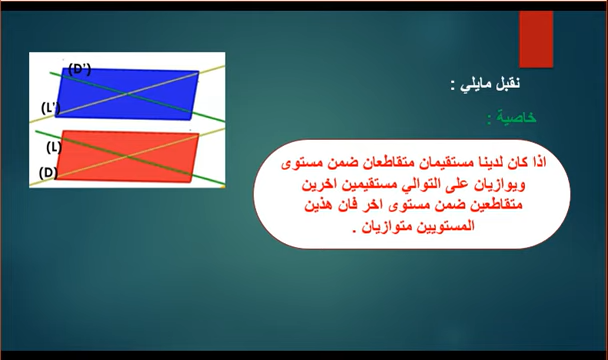 نقبل مايلي :
خاصية :
اذا كان لدينا مستقيمان متقاطعان ضمن مستوى
ويوازيان على التوالي مستقيمين اخرين
متقاطعين ضمن مستوى اخر فان هذين
المستويين متوازيان .
(D')
(L')
(L)
(D)